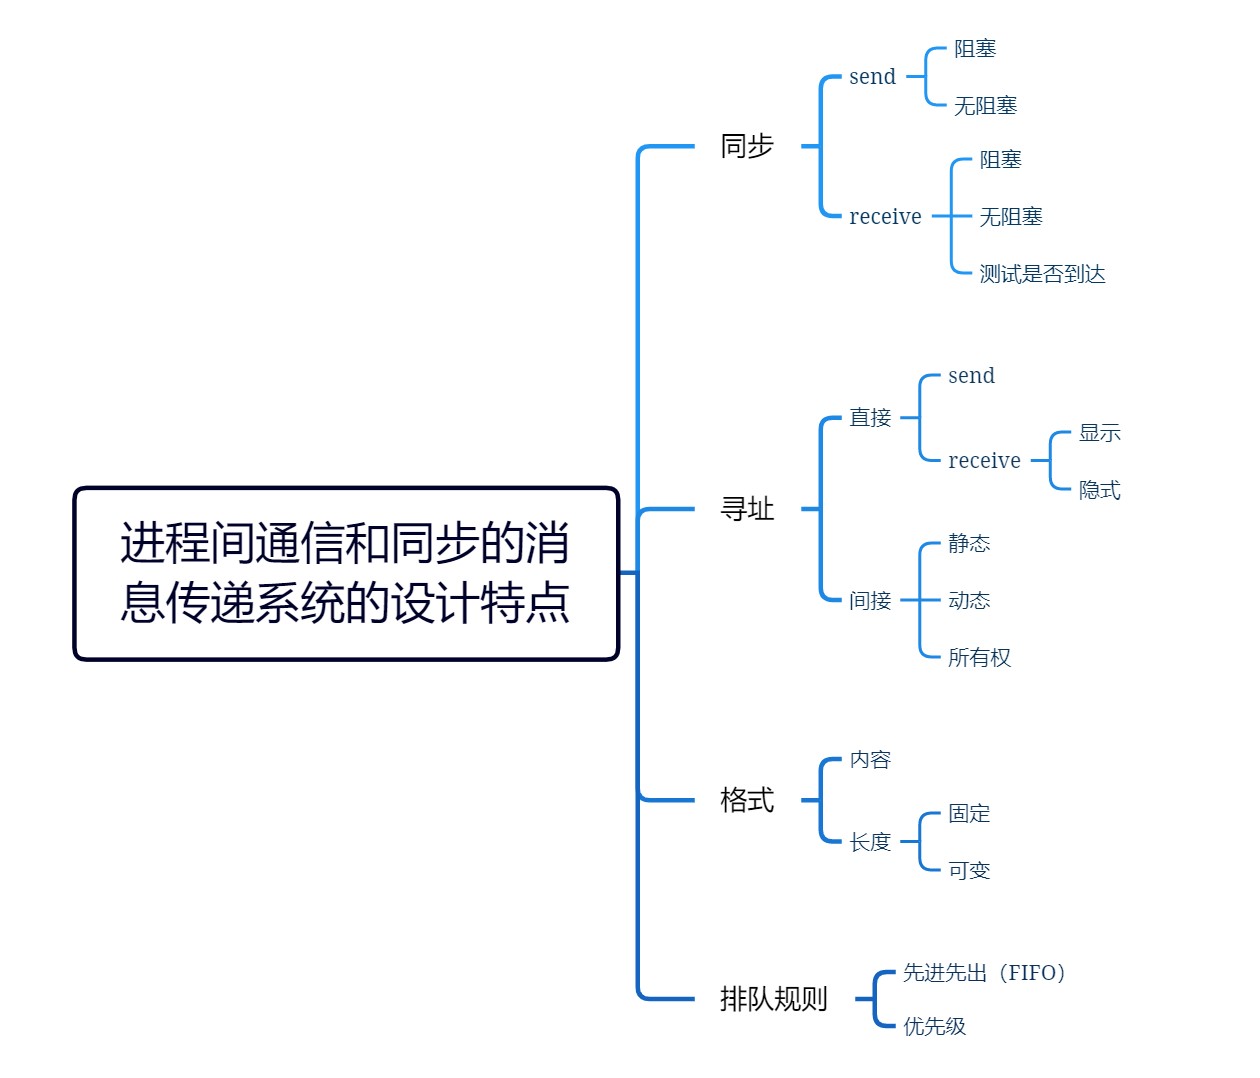 进程间通信和同步的消
息传递系统的设计特点
同步
send
阻塞
无阻塞
receive
阻塞
无阻塞
测试是否到达
寻址
直接
send
receive
显示
隐式
间接
静态
动态
所有权
格式
内容
长度
固定
可变
排队规则
先进先出（FIFO）
优先级